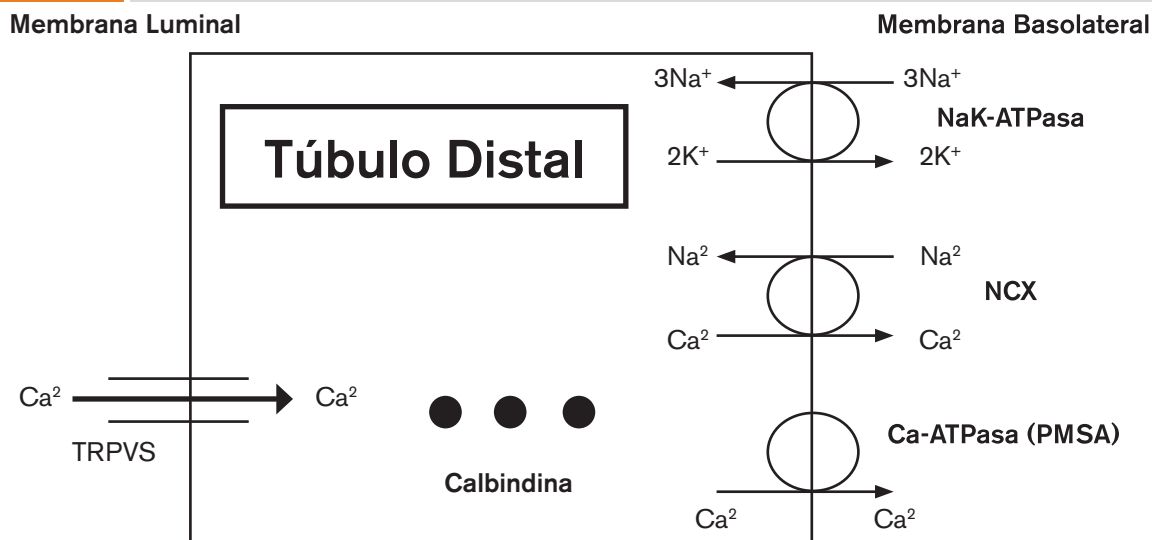 Membrana Luminal
Membrana Basolateral
3Na⁺ 3Na⁺
NaK-ATPasa
Túbulo Distal
2K⁺ 2K⁺
Na² Na²
NCX
Ca² Ca²
Ca² Ca²
TRPVS
Calbindina
Ca-ATPasa (PMSA)
Ca² Ca²